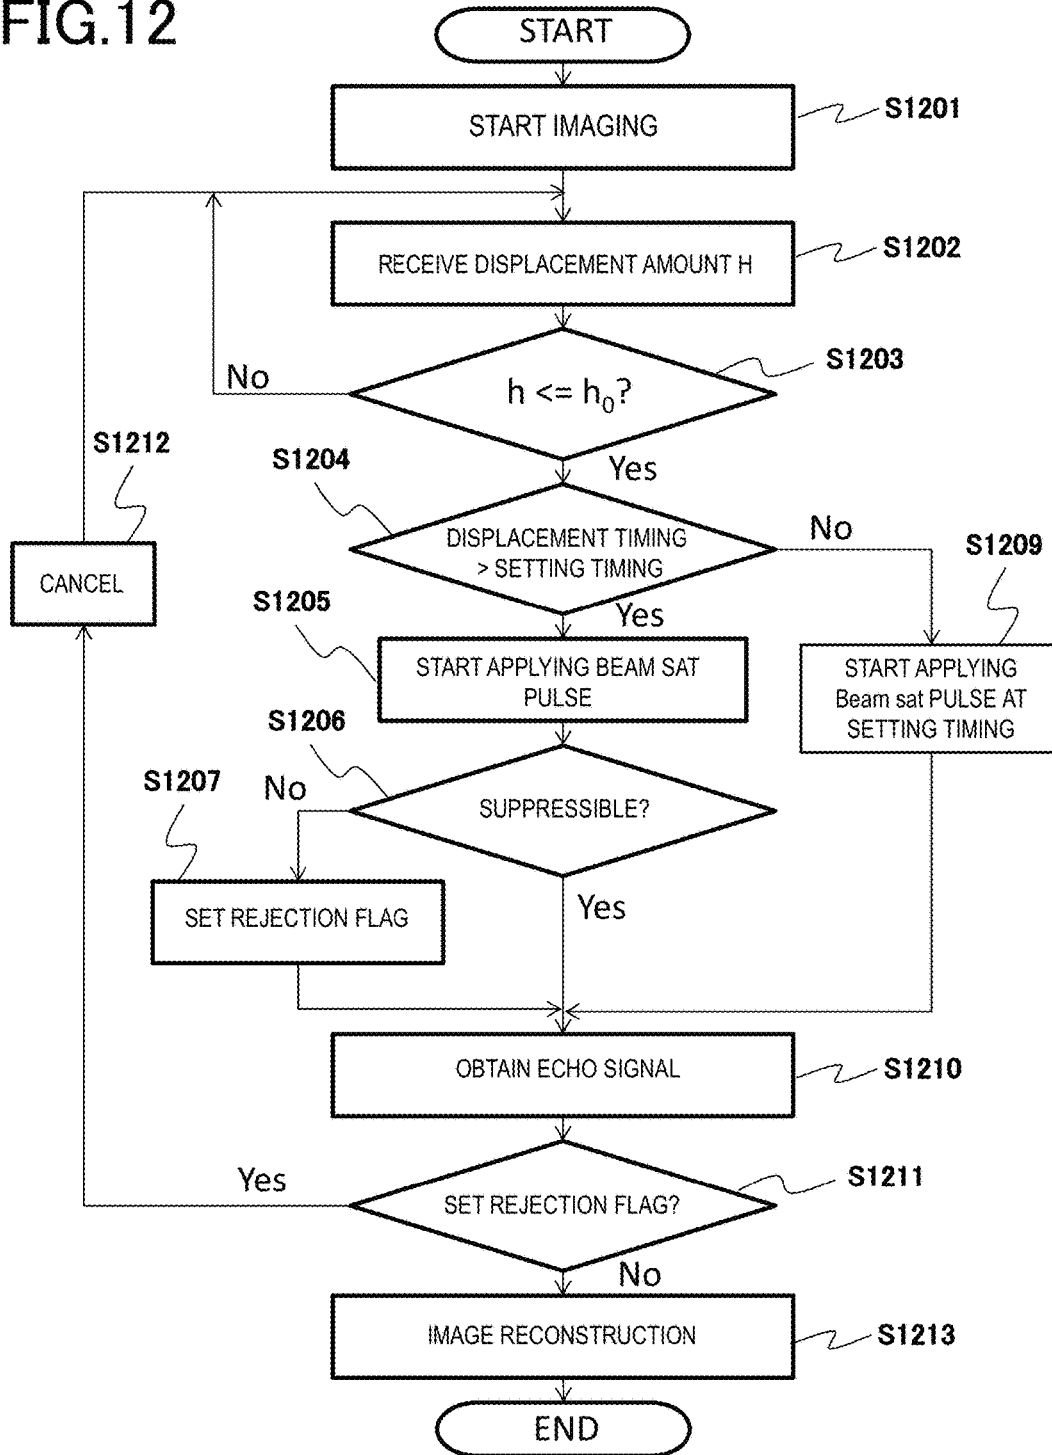 FIG.12
START
START IMAGING
S1201
RECEIVE DISPLACEMENT AMOUNT H
S1202
h <= h₀?
S1203
No
Yes
S1204
DISPLACEMENT TIMING
> SETTING TIMING
No
Yes
S1212
CANCEL
S1205
START APPLYING BEAM SAT
PULSE
S1209
START APPLYING
Beam sat PULSE AT
SETTING TIMING
S1206
SUPPRESSIBLE?
No
Yes
S1207
SET REJECTION FLAG
OBTAIN ECHO SIGNAL
S1210
SET REJECTION FLAG?
S1211
Yes
No
IMAGE RECONSTRUCTION
S1213
END